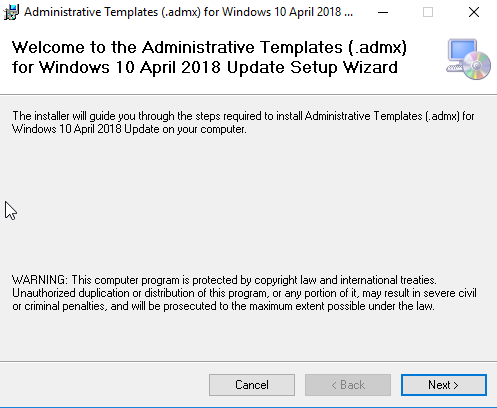 Administrative Templates (.admx) for Windows 10 April 2018 ...
Welcome to the Administrative Templates (.admx)
for Windows 10 April 2018 Update Setup Wizard
The installer will guide you through the steps required to install Administrative Templates (.admx) for
Windows 10 April 2018 Update on your computer.
WARNING: This computer program is protected by copyright law and international treaties.
Unauthorized duplication or distribution of this program, or any portion of it, may result in severe civil
or criminal penalties, and will be prosecuted to the maximum extent possible under the law.
Cancel
< Back
Next >